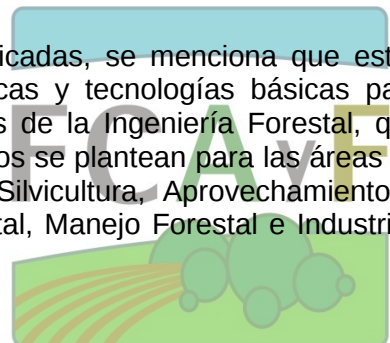 icadas, se menciona que est
cas y tecnologías básicas pa
s de la Ingeniería Forestal, q
os se plantean para las áreas
Silvicultura, Aprovechamiento
tal, Manejo Forestal e Industri
FCAyF